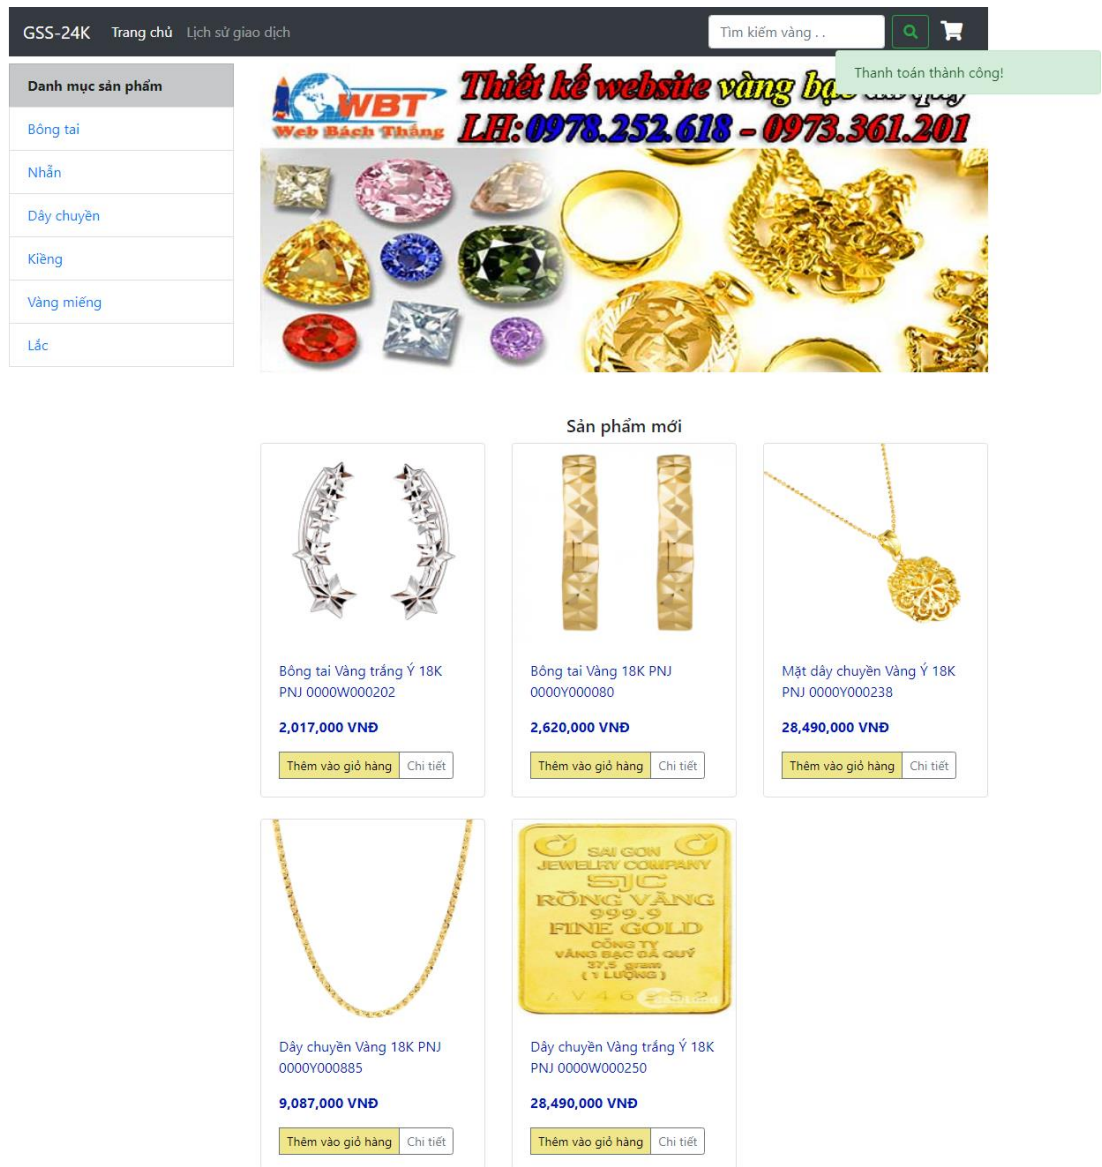 GSS-24K Trang chủ Lịch sử giao dịch Tìm kiếm vàng . .
Thanh toán thành công!
Danh mục sản phẩm
Bông tai
Nhẫn
Dây chuyền
Kiềng
Vàng miếng
Lắc
WBT
Web Bách Thắng
Thiết kế website vàng bạc
LH:0978.252.618 - 0973.361.201
Sản phẩm mới
Bông tai Vàng trắng Ý 18K
PNJ 0000W000202
2,017,000 VNĐ
Thêm vào giỏ hàng Chi tiết
Bông tai Vàng 18K PNJ
0000Y000080
2,620,000 VNĐ
Thêm vào giỏ hàng Chi tiết
Mặt dây chuyền Vàng Ý 18K
PNJ 0000Y000238
28,490,000 VNĐ
Thêm vào giỏ hàng Chi tiết
Dây chuyền Vàng 18K PNJ
0000Y000885
9,087,000 VNĐ
Thêm vào giỏ hàng Chi tiết
SAI GON
JEWELRY COMPANY
SJC
RỒNG VÀNG
999.9
FINE GOLD
CÔNG TY
VÀNG BẠC ĐÁ QUÝ
37,5 gram
( 1 LƯỢNG )
Dây chuyền Vàng trắng Ý 18K
PNJ 0000W000250
28,490,000 VNĐ
Thêm vào giỏ hàng Chi tiết